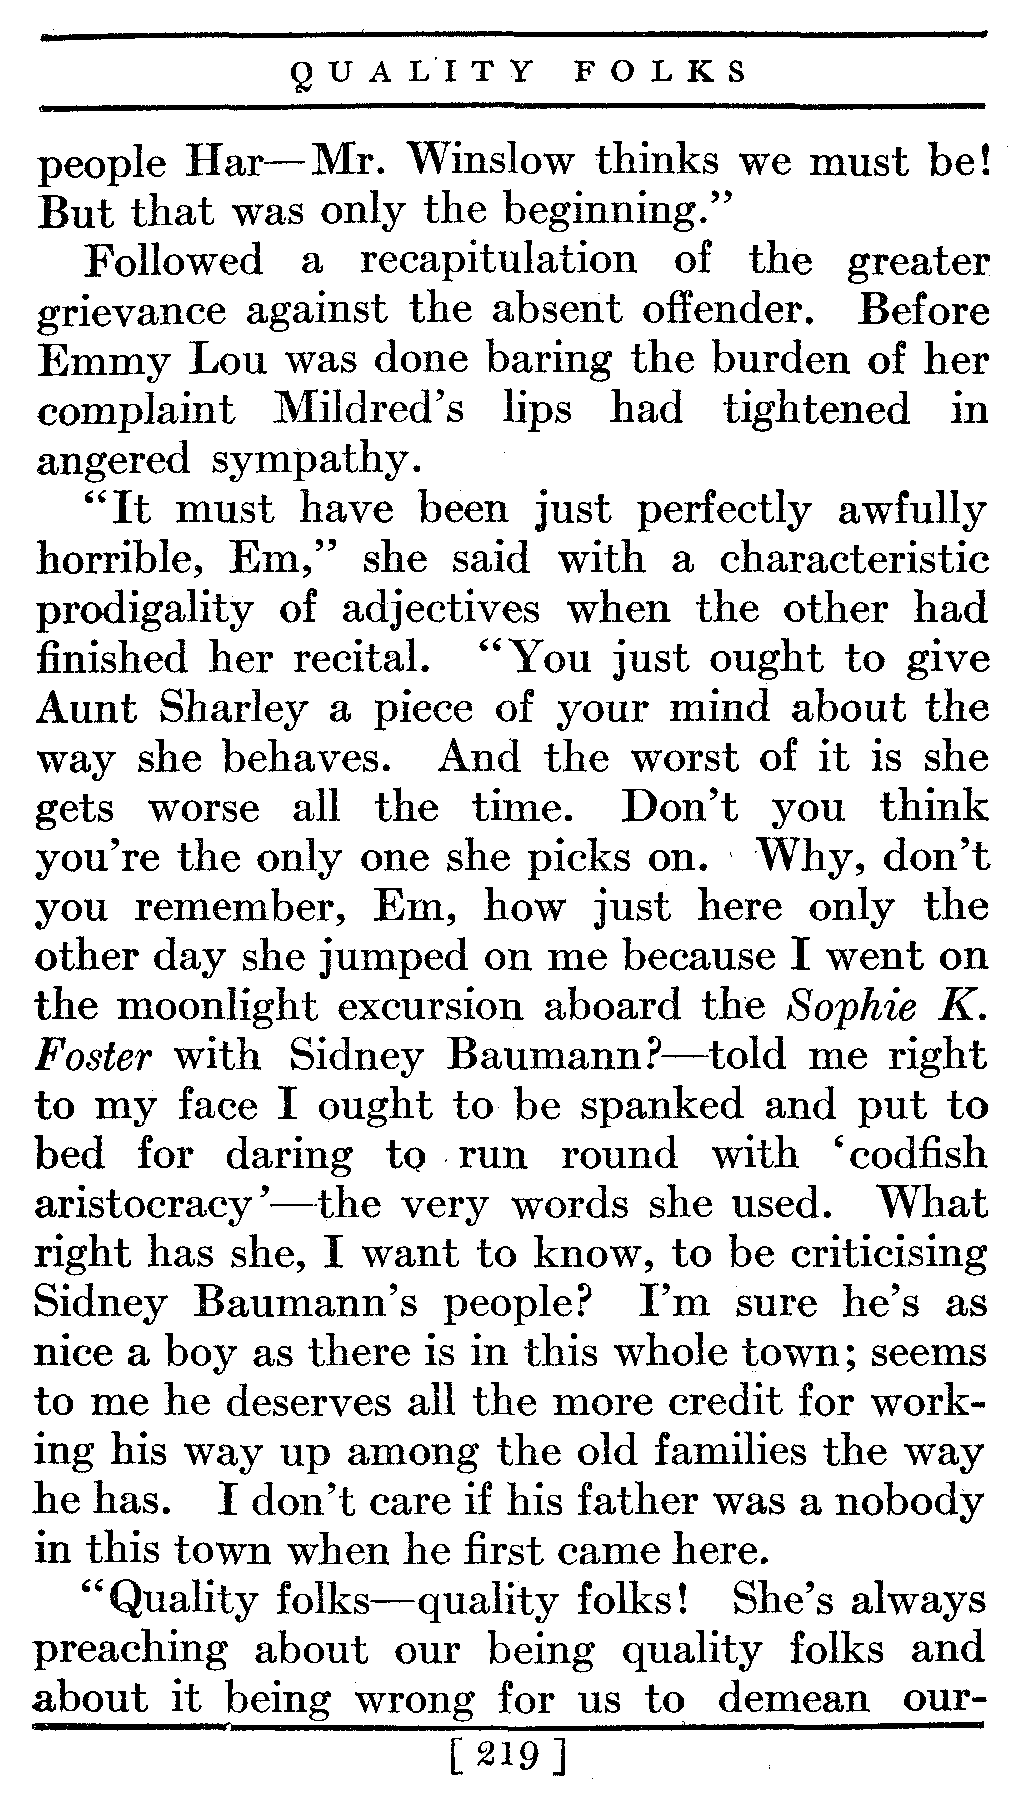 QUALITY FOLKS
people Har—Mr. Winslow thinks we must be!
But that was only the beginning.”
Followed a recapitulation of the greater
grievance against the absent offender. Before
Emmy Lou was done baring the burden of her
complaint Mildred’s lips had tightened in
angered sympathy.
“It must have been just perfectly awfully
horrible, Em,” she said with a characteristic
prodigality of adjectives when the other had
finished her recital. “You just ought to give
Aunt Sharley a piece of your mind about the
way she behaves. And the worst of it is she
gets worse all the time. Don’t you think
you’re the only one she picks on. Why, don’t
you remember, Em, how just here only the
other day she jumped on me because I went on
the moonlight excursion aboard the Sophie K.
Foster with Sidney Baumann?—told me right
to my face I ought to be spanked and put to
bed for daring to run round with ‘codfish
aristocracy’—the very words she used. What
right has she, I want to know, to be criticising
Sidney Baumann’s people? I’m sure he’s as
nice a boy as there is in this whole town; seems
to me he deserves all the more credit for work-
ing his way up among the old families the way
he has. I don’t care if his father was a nobody
in this town when he first came here.
“Quality folks—quality folks! She’s always
preaching about our being quality folks and
about it being wrong for us to demean our-
[ 219 ]